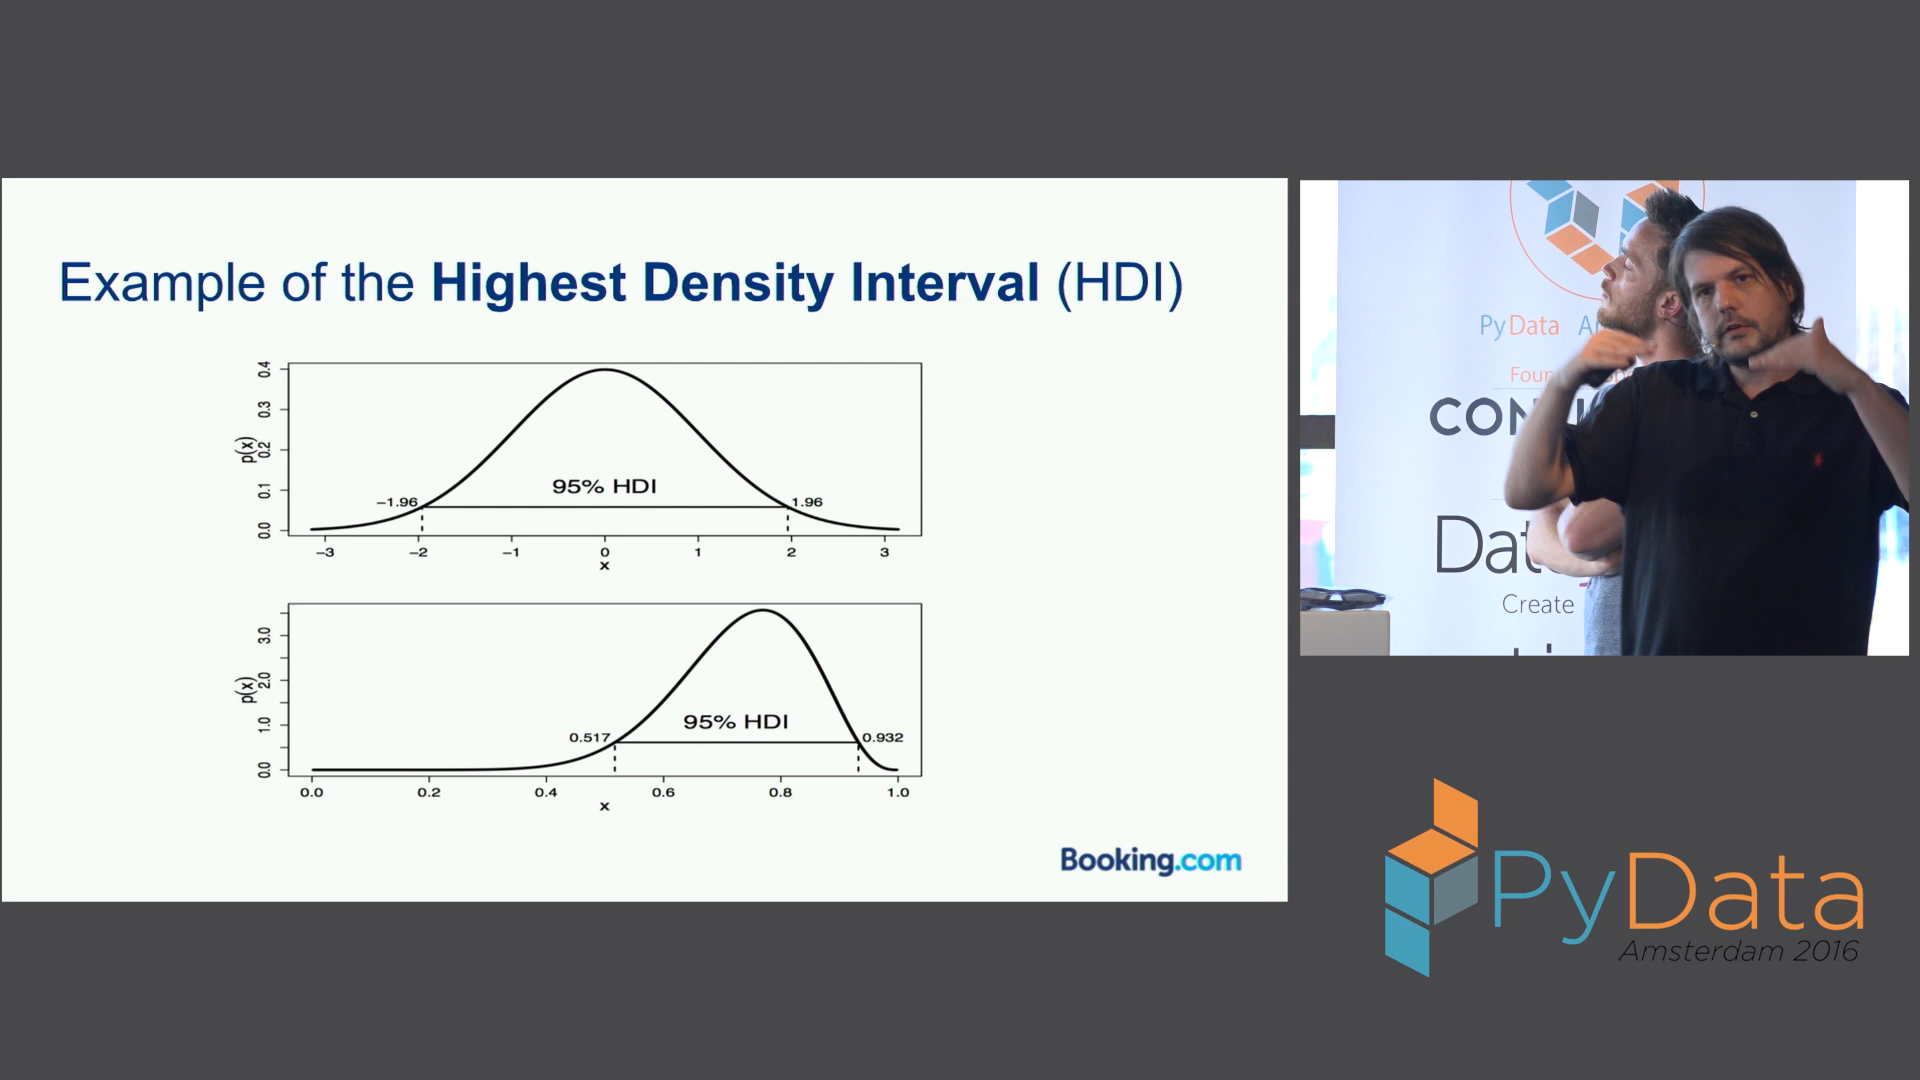 Example of the Highest Density Interval (HDI)
0.4
0.3
0.2
0.1
0.0
p(x)
95% HDI
−1.96
1.96
−3 −2 −1 0 1 2 3
x
3.0
2.0
1.0
0.0
p(x)
95% HDI
0.517
0.932
0.0 0.2 0.4 0.6 0.8 1.0
x
Booking.com
PyData
Create
PyData
Amsterdam 2016